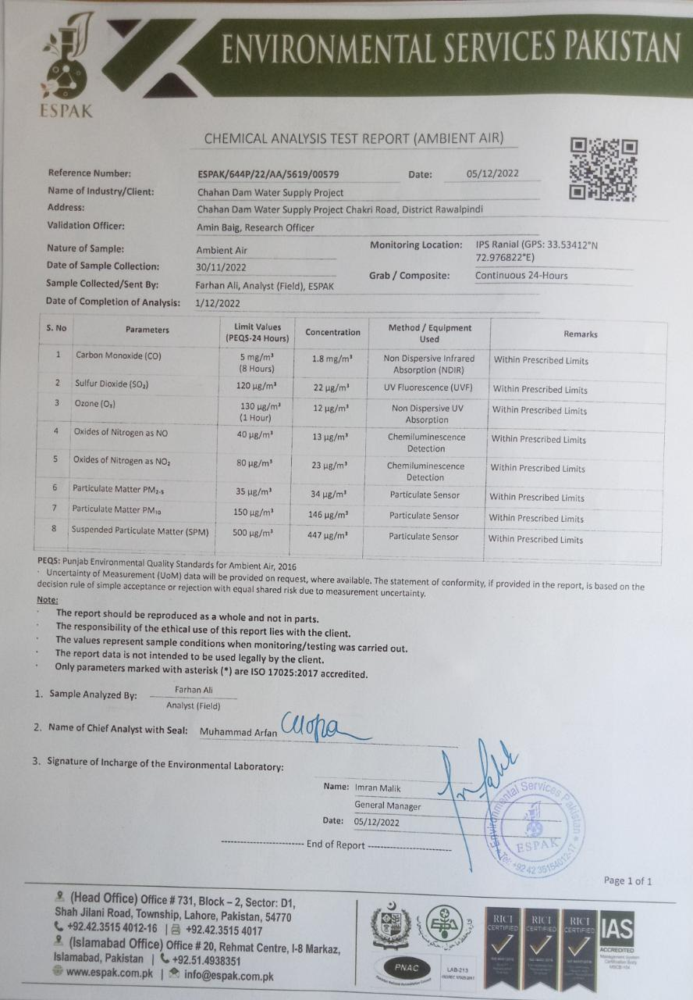 ENVIRONMENTAL SERVICES PAKISTAN
ESPAK
CHEMICAL ANALYSIS TEST REPORT (AMBIENT AIR)
Reference Number: ESPAK/644P/22/AA/5619/00579 Date: 05/12/2022
Name of Industry/Client: Chahan Dam Water Supply Project
Address: Chahan Dam Water Supply Project Chakri Road, District Rawalpindi
Validation Officer: Amin Baig, Research Officer
Nature of Sample: Ambient Air
Monitoring Location: IPS Ranial (GPS: 33.53412°N
72.976822°E)
Date of Sample Collection: 30/11/2022
Grab / Composite: Continuous 24-Hours
Sample Collected/Sent By: Farhan Ali, Analyst (Field), ESPAK
Date of Completion of Analysis: 1/12/2022
S. No Parameters Limit Values (PEQS-24 Hours) Concentration Method / Equipment Used Remarks
1 Carbon Monoxide (CO) 5 mg/m³ (8 Hours) 1.8 mg/m³ Non Dispersive Infrared Absorption (NDIR) Within Prescribed Limits
2 Sulfur Dioxide (SO₂) 120 µg/m³ 22 µg/m³ UV Fluorescence (UVF) Within Prescribed Limits
3 Ozone (O₃) 130 µg/m³ (1 Hour) 12 µg/m³ Non Dispersive UV Absorption Within Prescribed Limits
4 Oxides of Nitrogen as NO 40 µg/m³ 13 µg/m³ Chemiluminescence Detection Within Prescribed Limits
5 Oxides of Nitrogen as NO₂ 80 µg/m³ 23 µg/m³ Chemiluminescence Detection Within Prescribed Limits
6 Particulate Matter PM₂.₅ 35 µg/m³ 34 µg/m³ Particulate Sensor Within Prescribed Limits
7 Particulate Matter PM₁₀ 150 µg/m³ 146 µg/m³ Particulate Sensor Within Prescribed Limits
8 Suspended Particulate Matter (SPM) 500 µg/m³ 447 µg/m³ Particulate Sensor Within Prescribed Limits
PEQS: Punjab Environmental Quality Standards for Ambient Air, 2016
· Uncertainty of Measurement (UoM) data will be provided on request, where available. The statement of conformity, if provided in the report, is based on the
decision rule of simple acceptance or rejection with equal shared risk due to measurement uncertainty.
Note:
· The report should be reproduced as a whole and not in parts.
· The responsibility of the ethical use of this report lies with the client.
· The values represent sample conditions when monitoring/testing was carried out.
· The report data is not intended to be used legally by the client.
· Only parameters marked with asterisk (*) are ISO 17025:2017 accredited.
1. Sample Analyzed By: Farhan Ali
Analyst (Field)
2. Name of Chief Analyst with Seal: Muhammad Arfan
3. Signature of Incharge of the Environmental Laboratory:
Name: Imran Malik
General Manager
Date: 05/12/2022
Environmental Services Pakistan
ESPAK
Tel: +92 42 35154012-17
End of Report
Page 1 of 1
(Head Office) Office # 731, Block – 2, Sector: D1,
Shah Jilani Road, Township, Lahore, Pakistan, 54770
+92.42.3515 4012-16 | +92.42.3515 4017
(Islamabad Office) Office # 20, Rehmat Centre, I-8 Markaz,
Islamabad, Pakistan | +92.51.4938351
www.espak.com.pk | info@espak.com.pk
EPA
PNAC
Pakistan National Accreditation Council
LAB-213
ISO/IEC 17025:2017
RICI CERTIFIED
RICI CERTIFIED
RICI CERTIFIED
IAS
ACCREDITED
Management System
Certification Body
MSCB-104